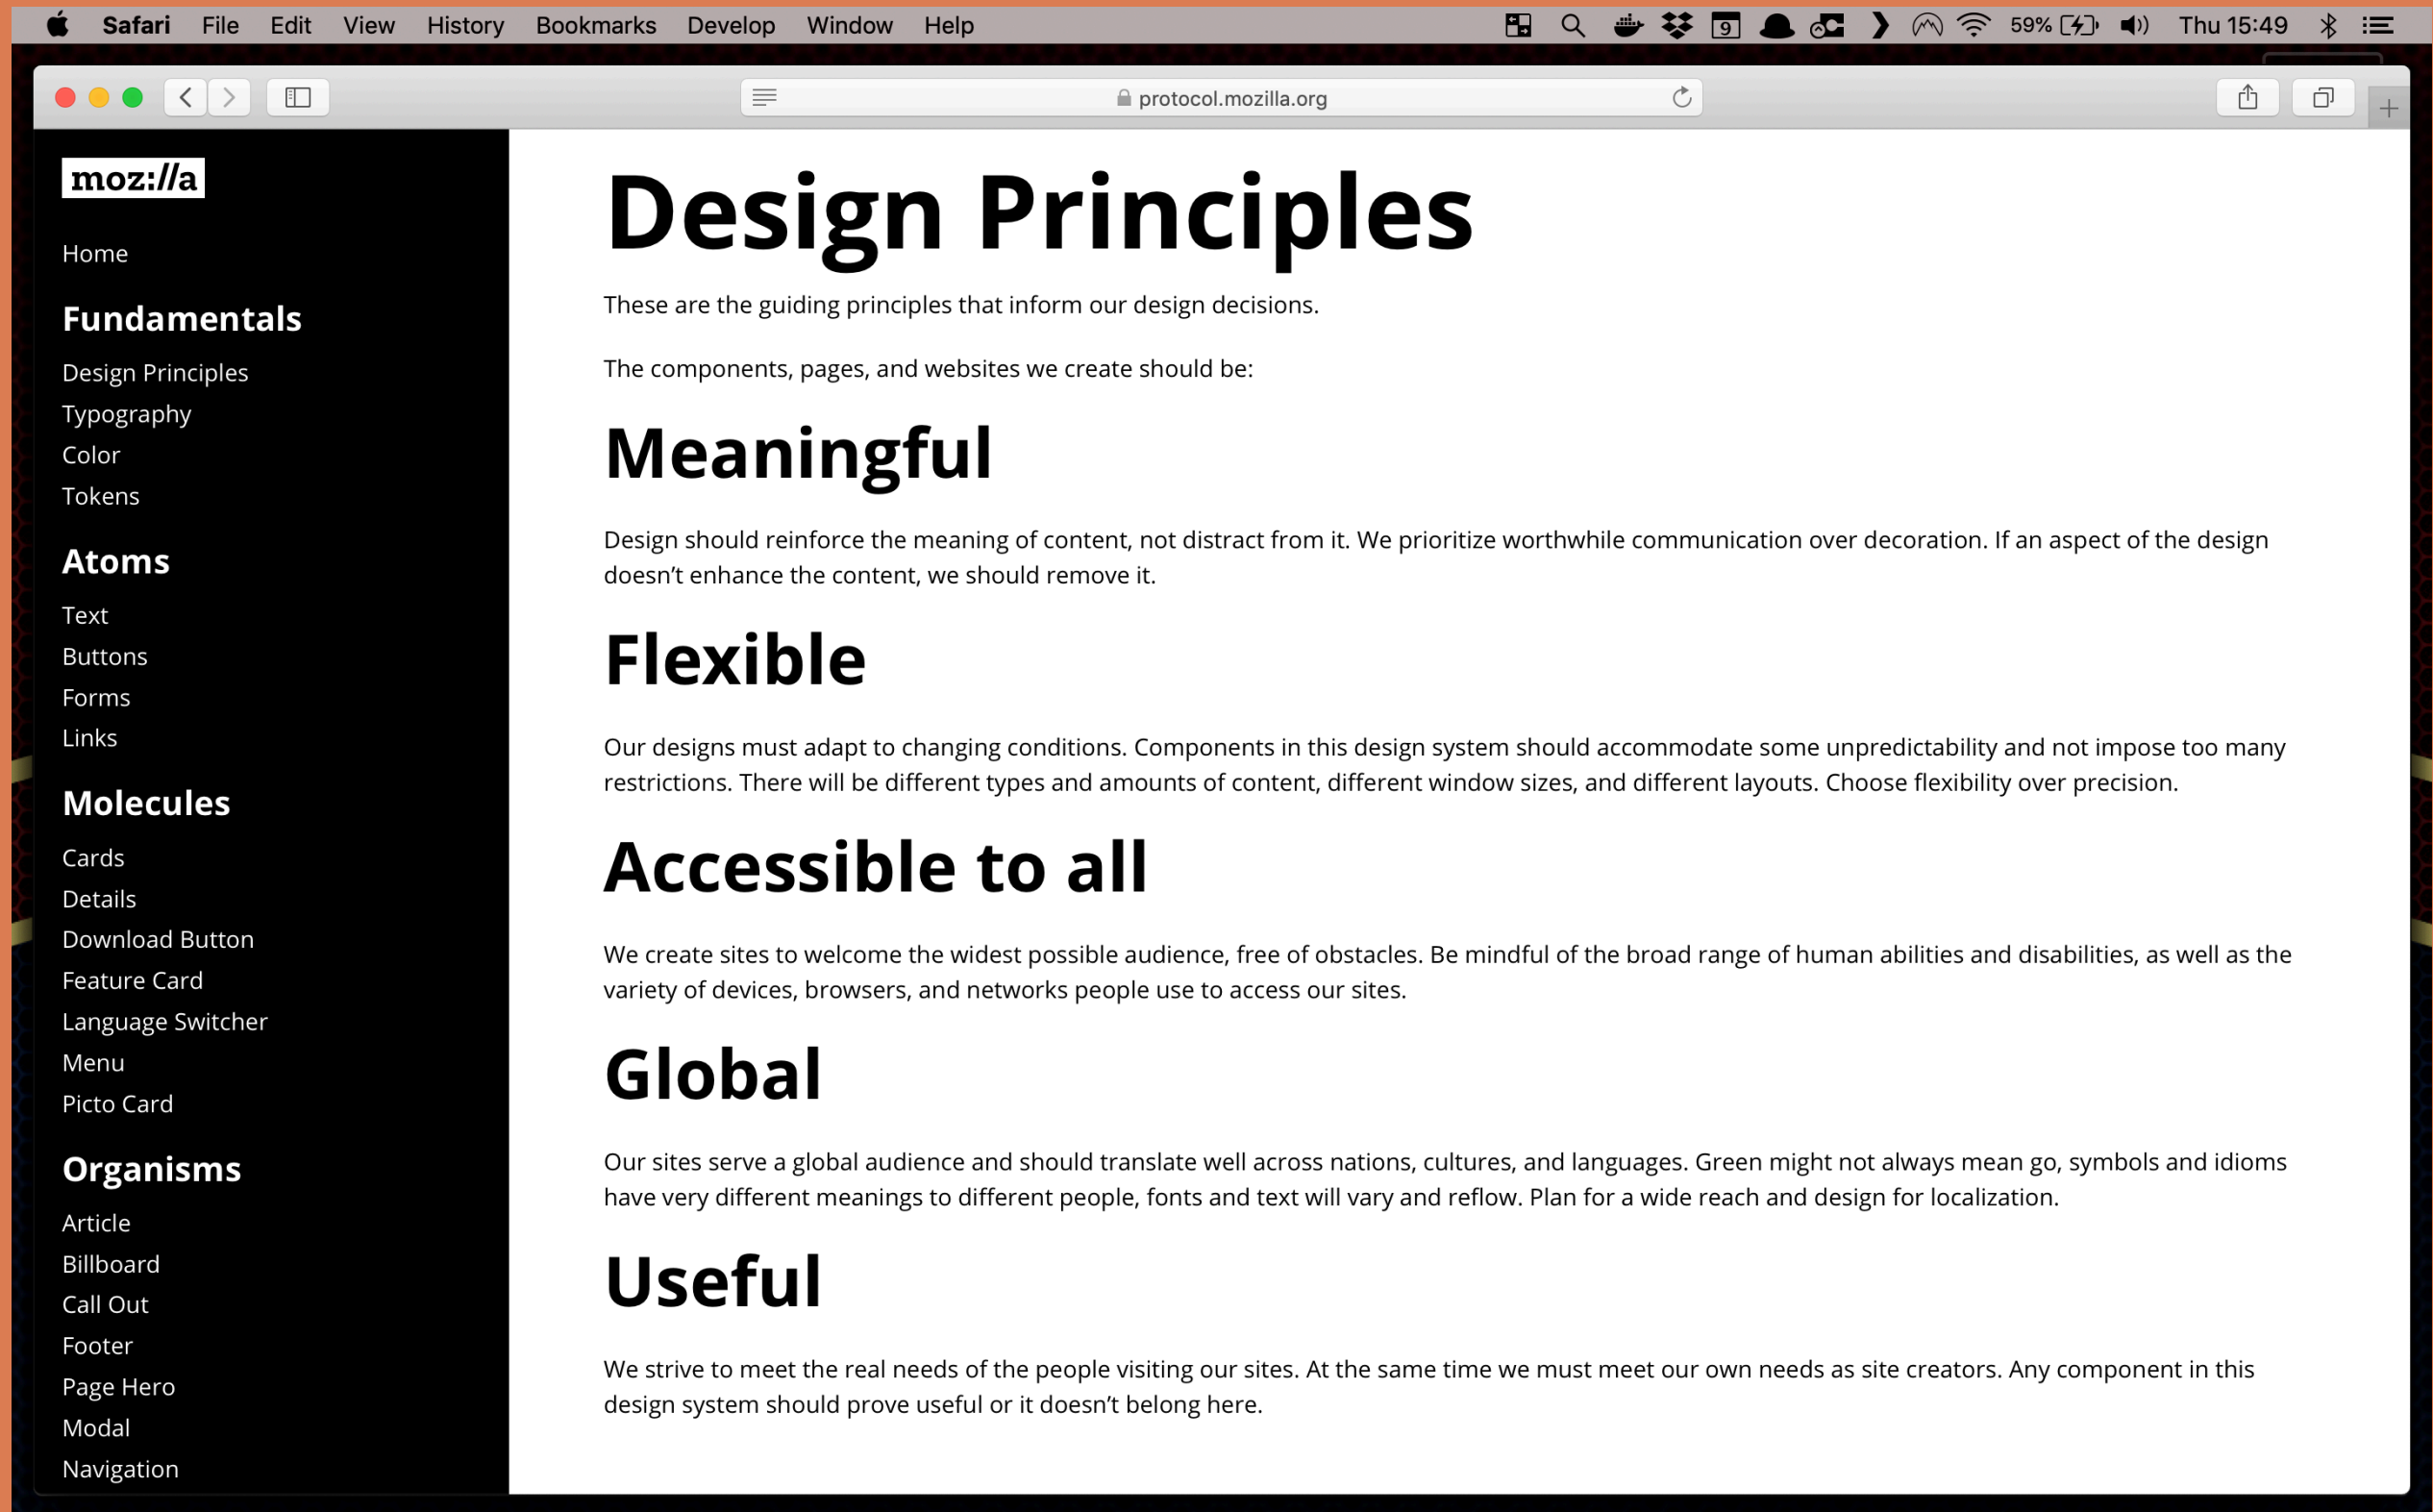 Safari File Edit View History Bookmarks Develop Window Help
9 59% Thu 15:49
protocol.mozilla.org
moz://a
Home
Fundamentals
Design Principles
Typography
Color
Tokens
Atoms
Text
Buttons
Forms
Links
Molecules
Cards
Details
Download Button
Feature Card
Language Switcher
Menu
Picto Card
Organisms
Article
Billboard
Call Out
Footer
Page Hero
Modal
Navigation
Design Principles
These are the guiding principles that inform our design decisions.
The components, pages, and websites we create should be:
Meaningful
Design should reinforce the meaning of content, not distract from it. We prioritize worthwhile communication over decoration. If an aspect of the design
doesn’t enhance the content, we should remove it.
Flexible
Our designs must adapt to changing conditions. Components in this design system should accommodate some unpredictability and not impose too many
restrictions. There will be different types and amounts of content, different window sizes, and different layouts. Choose flexibility over precision.
Accessible to all
We create sites to welcome the widest possible audience, free of obstacles. Be mindful of the broad range of human abilities and disabilities, as well as the
variety of devices, browsers, and networks people use to access our sites.
Global
Our sites serve a global audience and should translate well across nations, cultures, and languages. Green might not always mean go, symbols and idioms
have very different meanings to different people, fonts and text will vary and reflow. Plan for a wide reach and design for localization.
Useful
We strive to meet the real needs of the people visiting our sites. At the same time we must meet our own needs as site creators. Any component in this
design system should prove useful or it doesn’t belong here.